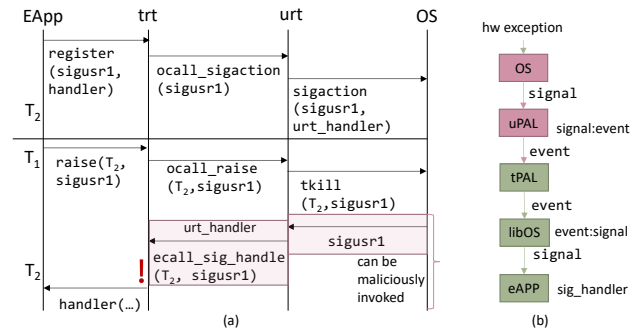 EApp trt urt OS
register
(sigusr1,
handler)
ocall_sigaction
(sigusr1)
sigaction
(sigusr1,
urt_handler)
T2
T1
raise(T2,
sigusr1)
ocall_raise
(T2,sigusr1)
tkill
(T2,sigusr1)
urt_handler
sigusr1
ecall_sig_handle
(T2, sigusr1)
can be
maliciously
invoked
T2
!
handler(…)
(a)
hw exception
OS
signal
uPAL signal:event
event
tPAL
event
libOS event:signal
signal
eAPP sig_handler
(b)